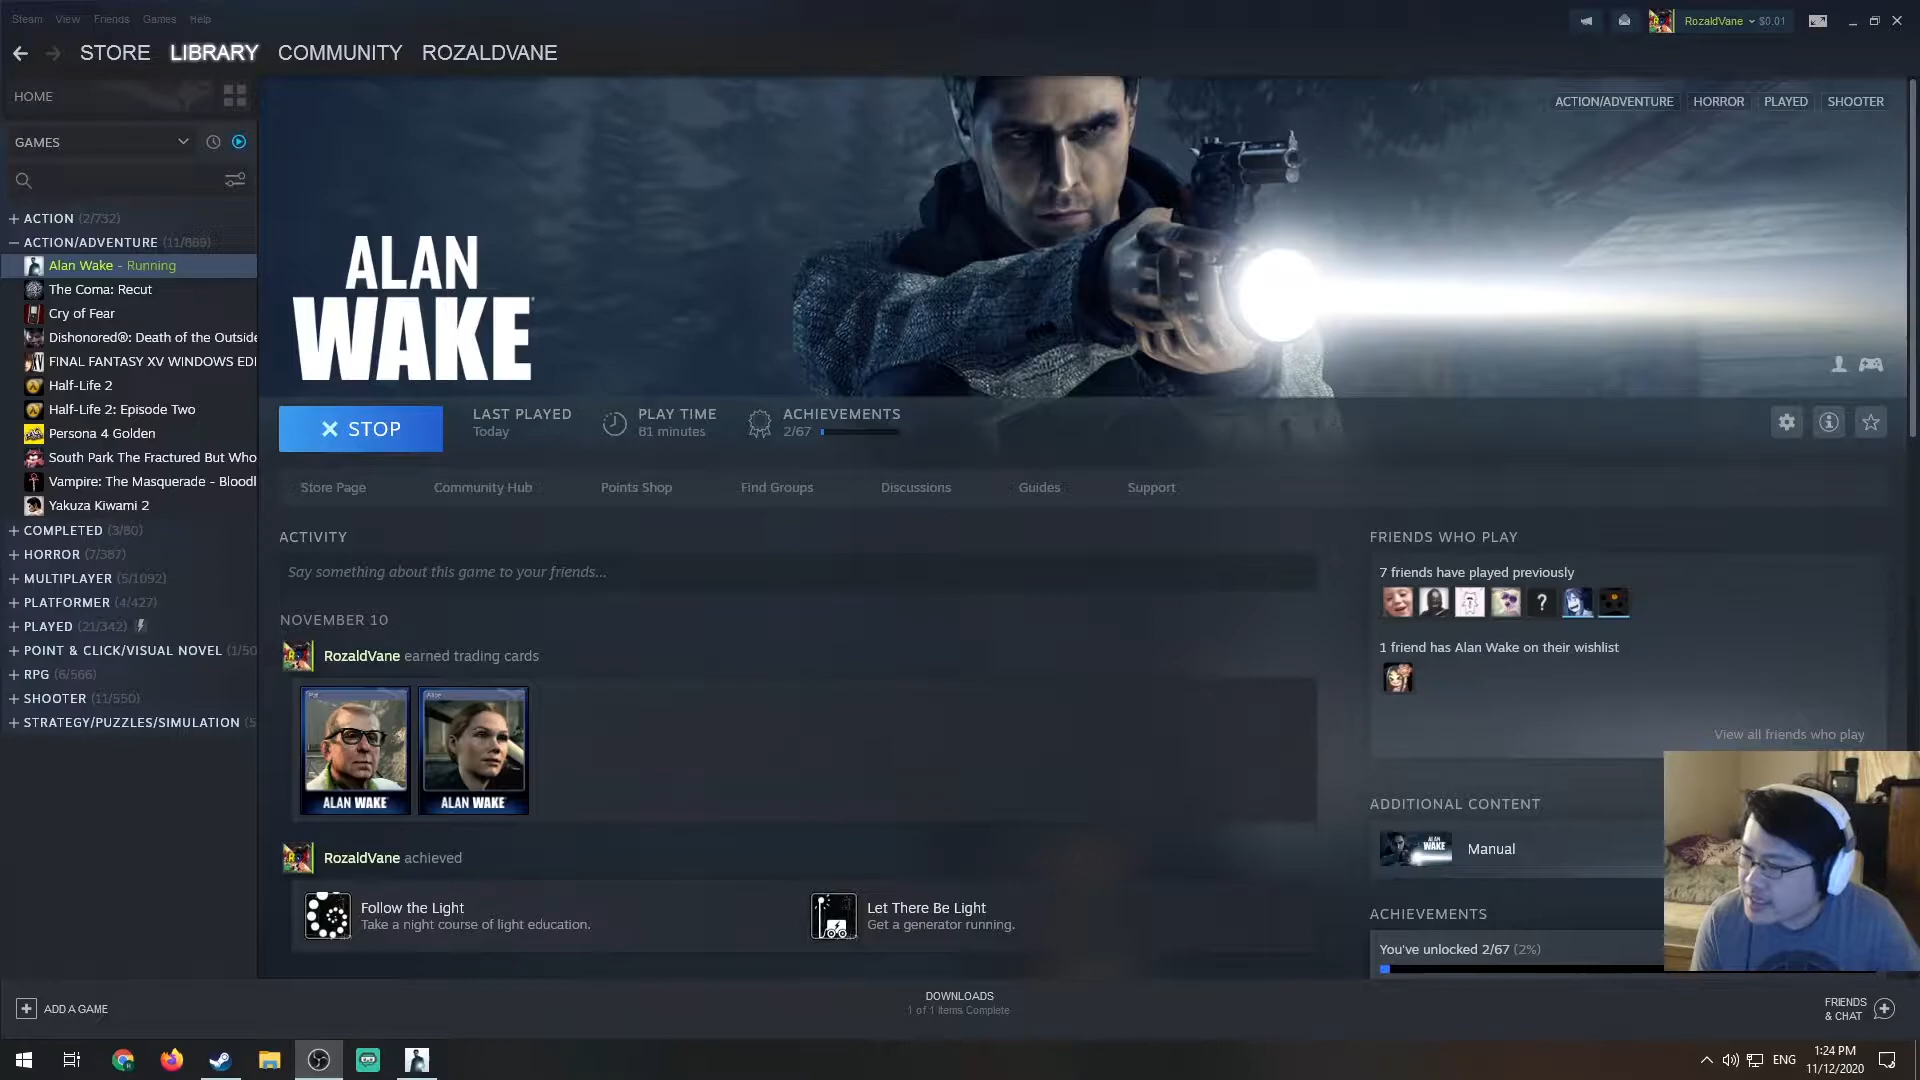 Steam View Friends Games Help
RozaldVane $0.01
STORE LIBRARY COMMUNITY ROZALDVANE
HOME
GAMES
ACTION (2/732)
ACTION/ADVENTURE (11/669)
Alan Wake - Running
The Coma: Recut
Cry of Fear
Dishonored®: Death of the Outside
FINAL FANTASY XV WINDOWS EDI
Half-Life 2
Half-Life 2: Episode Two
Persona 4 Golden
South Park The Fractured But Who
Vampire: The Masquerade - Bloodl
Yakuza Kiwami 2
COMPLETED (3/80)
HORROR (7/387)
MULTIPLAYER (5/1092)
PLATFORMER (4/427)
PLAYED (21/342)
POINT & CLICK/VISUAL NOVEL (1/50
RPG (6/566)
SHOOTER (11/550)
STRATEGY/PUZZLES/SIMULATION (5
ADD A GAME
ACTION/ADVENTURE HORROR PLAYED SHOOTER
ALAN
WAKE
STOP
LAST PLAYED
Today
PLAY TIME
81 minutes
ACHIEVEMENTS
2/67
Store Page Community Hub Points Shop Find Groups Discussions Guides Support
ACTIVITY
Say something about this game to your friends...
NOVEMBER 10
RozaldVane earned trading cards
Pat
Alice
ALAN WAKE
ALAN WAKE
RozaldVane achieved
Follow the Light
Take a night course of light education.
Let There Be Light
Get a generator running.
FRIENDS WHO PLAY
7 friends have played previously
?
1 friend has Alan Wake on their wishlist
View all friends who play
ADDITIONAL CONTENT
ALAN
WAKE
Manual
ACHIEVEMENTS
You've unlocked 2/67 (2%)
DOWNLOADS
1 of 1 Items Complete
FRIENDS
& CHAT
ENG
1:24 PM
11/12/2020